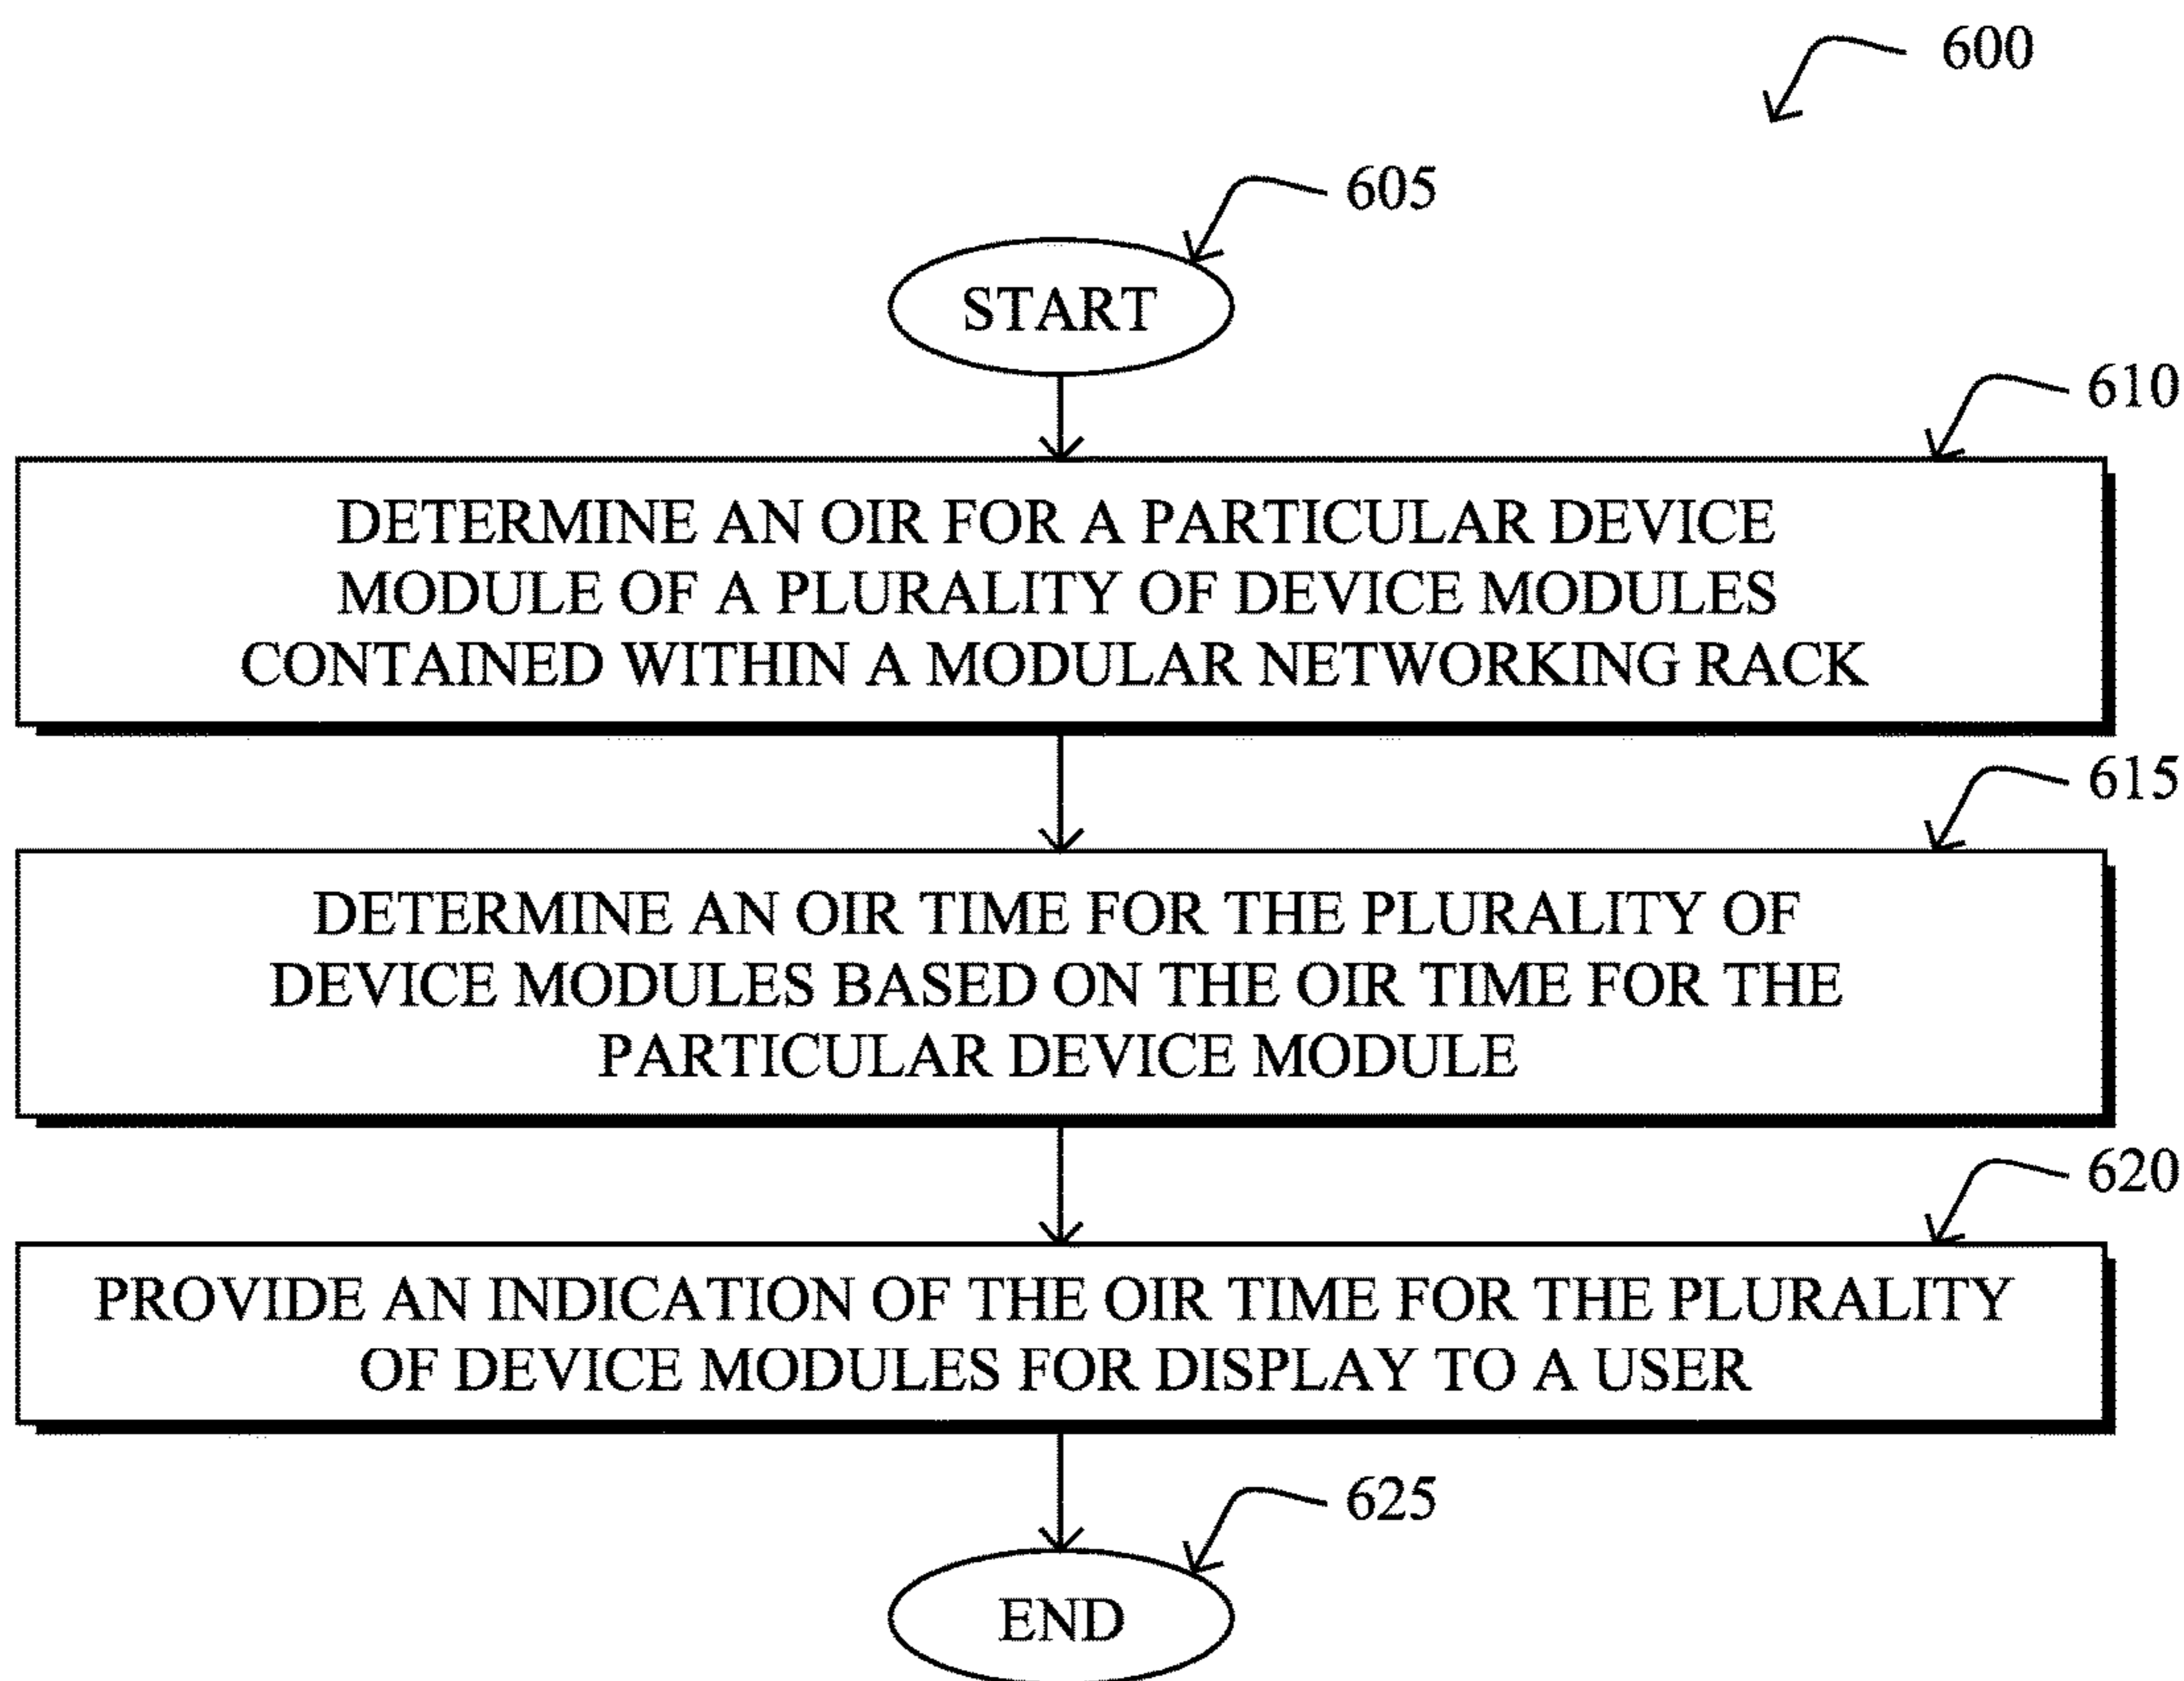 600
605
START
610
DETERMINE AN OIR FOR A PARTICULAR DEVICE
MODULE OF A PLURALITY OF DEVICE MODULES
CONTAINED WITHIN A MODULAR NETWORKING RACK
615
DETERMINE AN OIR TIME FOR THE PLURALITY OF
DEVICE MODULES BASED ON THE OIR TIME FOR THE
PARTICULAR DEVICE MODULE
620
PROVIDE AN INDICATION OF THE OIR TIME FOR THE PLURALITY
OF DEVICE MODULES FOR DISPLAY TO A USER
625
END